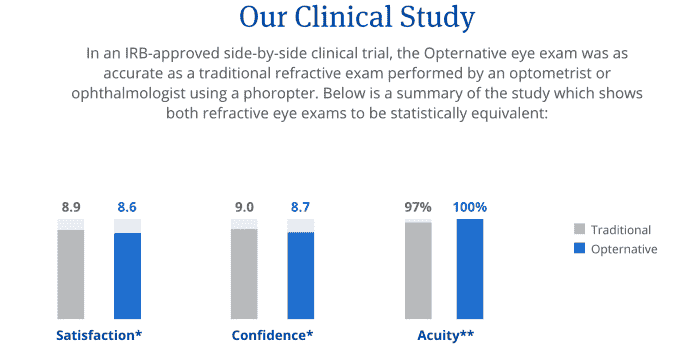 Our Clinical Study
In an IRB-approved side-by-side clinical trial, the Opternative eye exam was as
accurate as a traditional refractive exam performed by an optometrist or
ophthalmologist using a phoropter. Below is a summary of the study which shows
both refractive eye exams to be statistically equivalent:
8.9 8.6 9.0 8.7 97% 100%
Traditional
Opternative
Satisfaction* Confidence* Acuity**